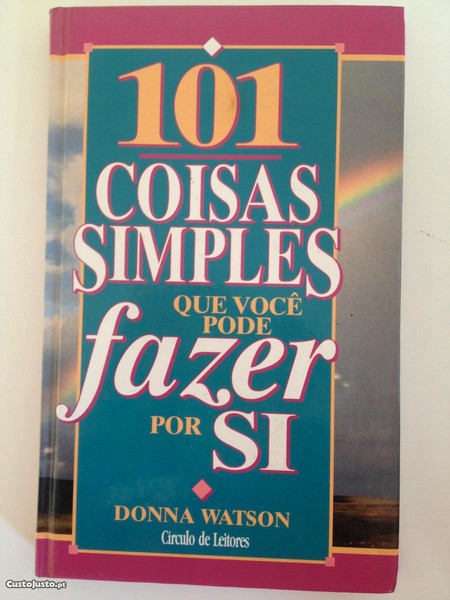 101
COISAS
SIMPLES
QUE VOCÊ
PODE
fazer
POR SI
DONNA WATSON
Círculo de Leitores
CustoJusto.pt